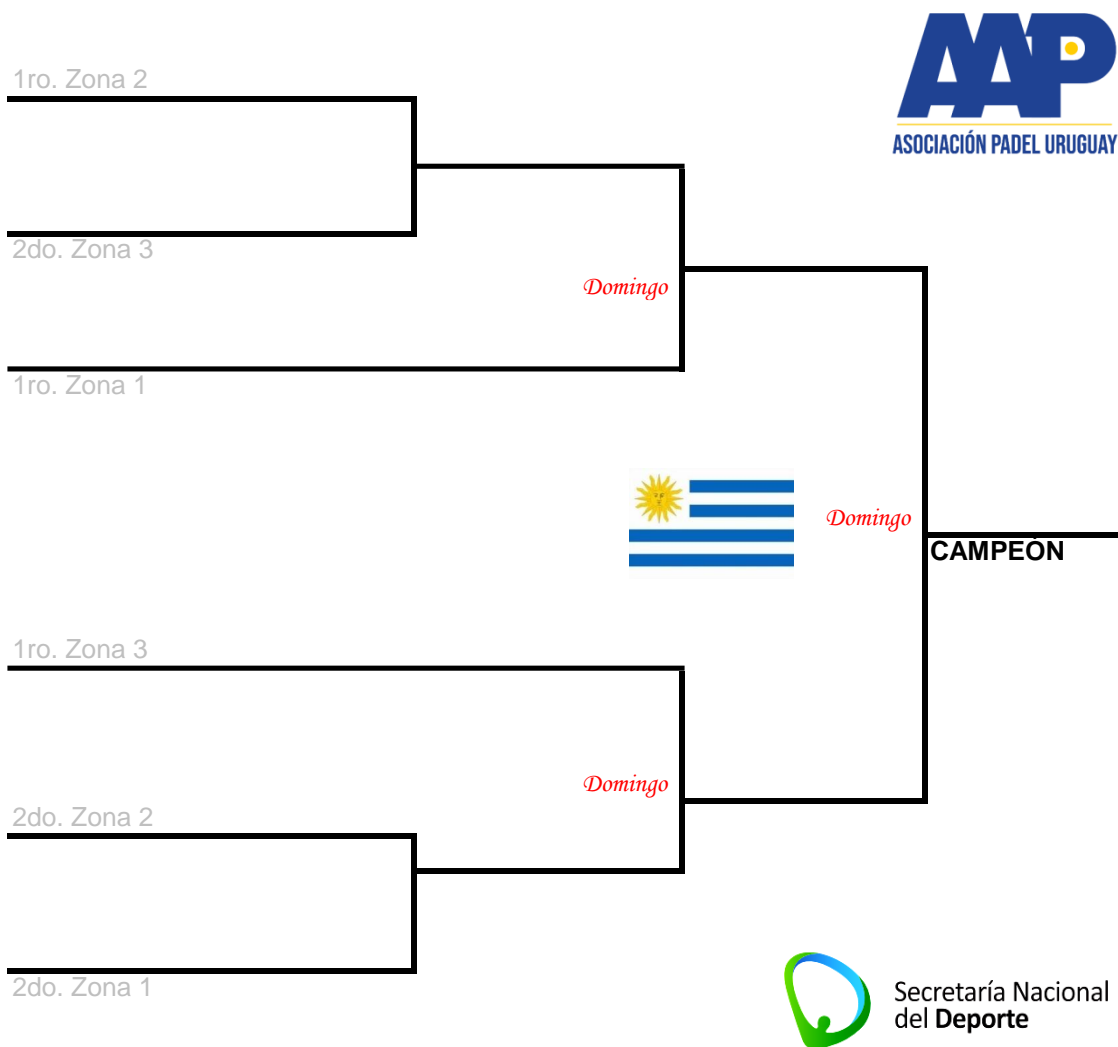 AAP
ASOCIACIÓN PADEL URUGUAY
1ro. Zona 2
2do. Zona 3
Domingo
1ro. Zona 1
Domingo
CAMPEÓN
1ro. Zona 3
Domingo
2do. Zona 2
2do. Zona 1
Secretaría Nacional
del Deporte